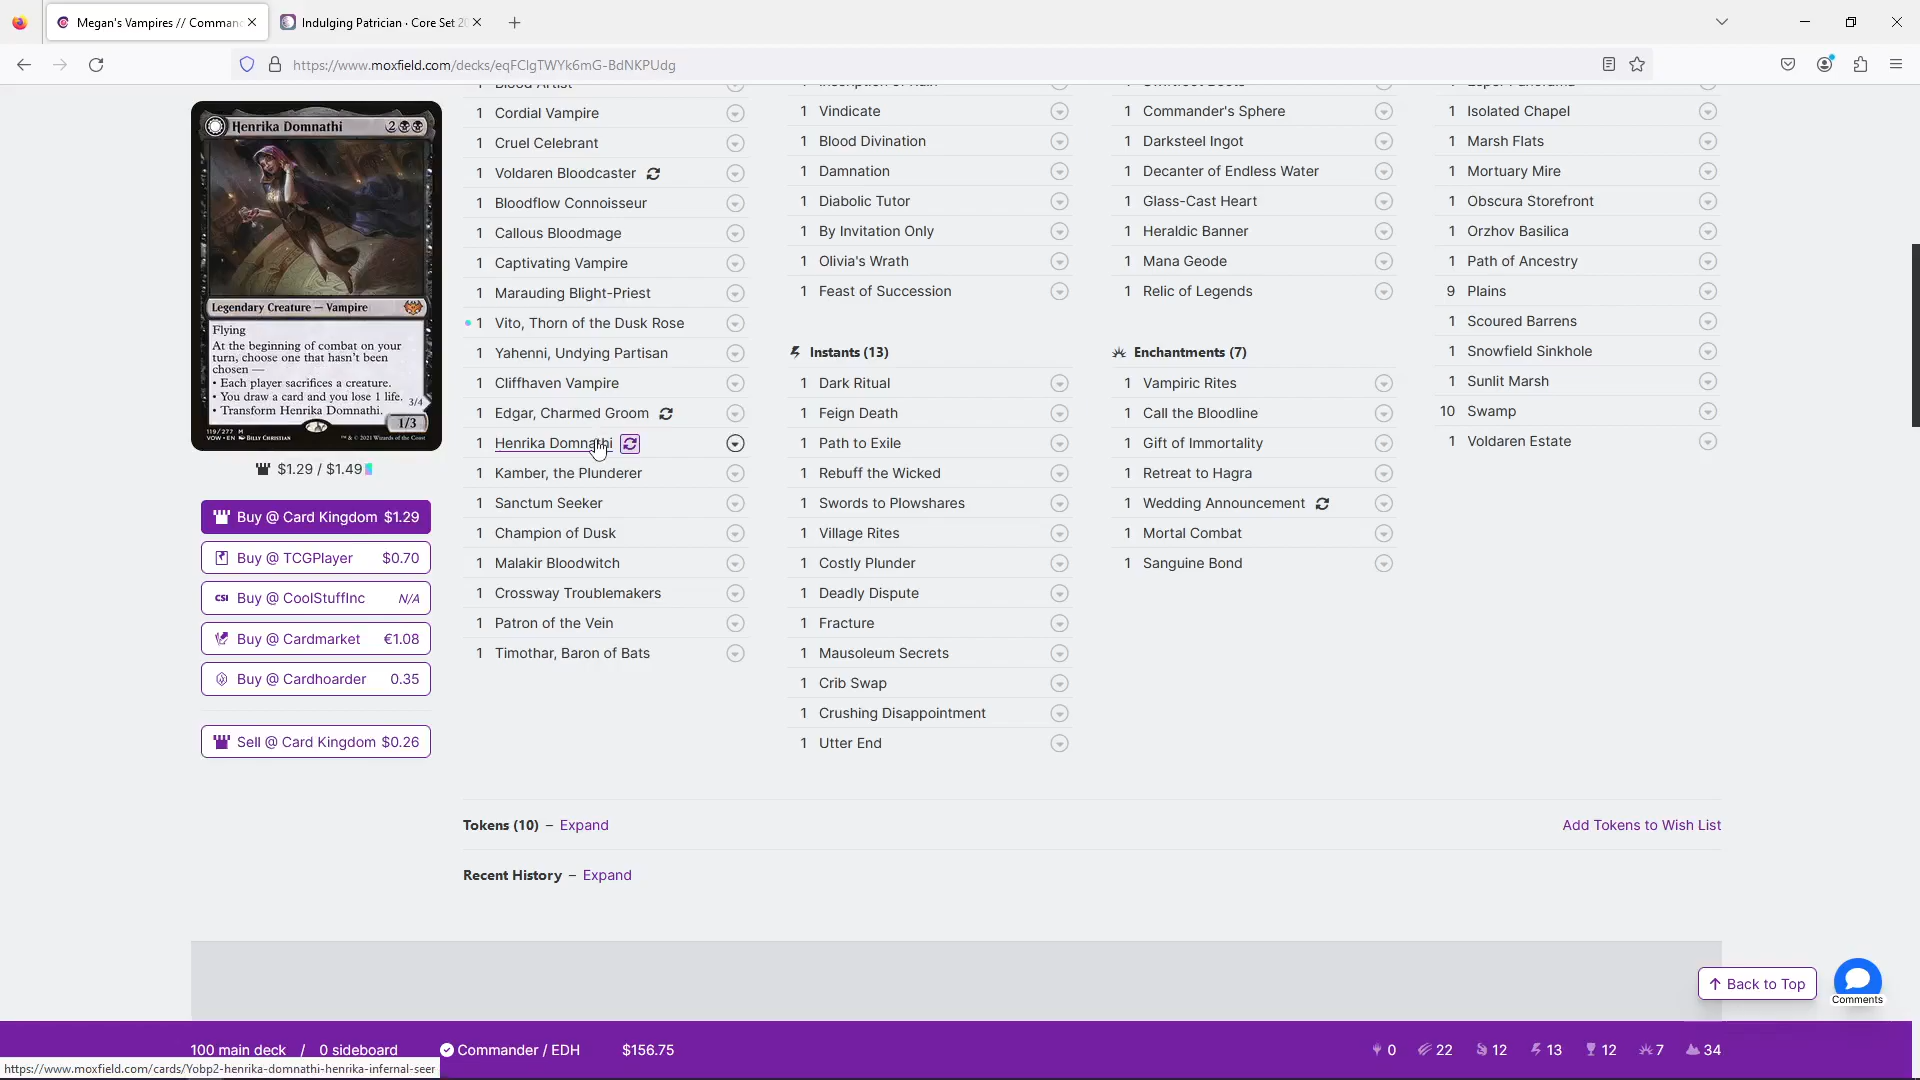 Megan's Vampires // Comman
Indulging Patrician · Core Set 20
https://www.moxfield.com/decks/eqFClgTWYk6mG-BdNKPUdg
Henrika Domnathi 2
Legendary Creature — Vampire
Flying
At the beginning of combat on your
turn, choose one that hasn't been
chosen —
• Each player sacrifices a creature.
• You draw a card and you lose 1 life.
• Transform Henrika Domnathi. 3/4
1/3
119/277 M
VOW • EN BILLY CHRISTIAN ™ & © 2021 Wizards of the Coast
$1.29 / $1.49
Buy @ Card Kingdom $1.29
Buy @ TCGPlayer $0.70
CSI Buy @ CoolStuffInc N/A
Buy @ Cardmarket €1.08
Buy @ Cardhoarder 0.35
Sell @ Card Kingdom $0.26
Blood Artist
1 Cordial Vampire
1 Cruel Celebrant
1 Voldaren Bloodcaster
1 Bloodflow Connoisseur
1 Callous Bloodmage
1 Captivating Vampire
1 Marauding Blight-Priest
1 Vito, Thorn of the Dusk Rose
1 Yahenni, Undying Partisan
1 Cliffhaven Vampire
1 Edgar, Charmed Groom
1 Henrika Domnathi
1 Kamber, the Plunderer
1 Sanctum Seeker
1 Champion of Dusk
1 Malakir Bloodwitch
1 Crossway Troublemakers
1 Patron of the Vein
1 Timothar, Baron of Bats
1 Vindicate
1 Blood Divination
1 Damnation
1 Diabolic Tutor
1 By Invitation Only
1 Olivia's Wrath
1 Feast of Succession
Instants (13)
1 Dark Ritual
1 Feign Death
1 Path to Exile
1 Rebuff the Wicked
1 Swords to Plowshares
1 Village Rites
1 Costly Plunder
1 Deadly Dispute
1 Fracture
1 Mausoleum Secrets
1 Crib Swap
1 Crushing Disappointment
1 Utter End
1 Commander's Sphere
1 Darksteel Ingot
1 Decanter of Endless Water
1 Glass-Cast Heart
1 Heraldic Banner
1 Mana Geode
1 Relic of Legends
Enchantments (7)
1 Vampiric Rites
1 Call the Bloodline
1 Gift of Immortality
1 Retreat to Hagra
1 Wedding Announcement
1 Mortal Combat
1 Sanguine Bond
1 Isolated Chapel
1 Marsh Flats
1 Mortuary Mire
1 Obscura Storefront
1 Orzhov Basilica
1 Path of Ancestry
9 Plains
1 Scoured Barrens
1 Snowfield Sinkhole
1 Sunlit Marsh
10 Swamp
1 Voldaren Estate
Tokens (10) – Expand
Add Tokens to Wish List
Recent History – Expand
Back to Top
Comments
100 main deck / 0 sideboard Commander / EDH $156.75
0 22 12 13 12 7 34
https://www.moxfield.com/cards/Yobp2-henrika-domnathi-henrika-infernal-seer